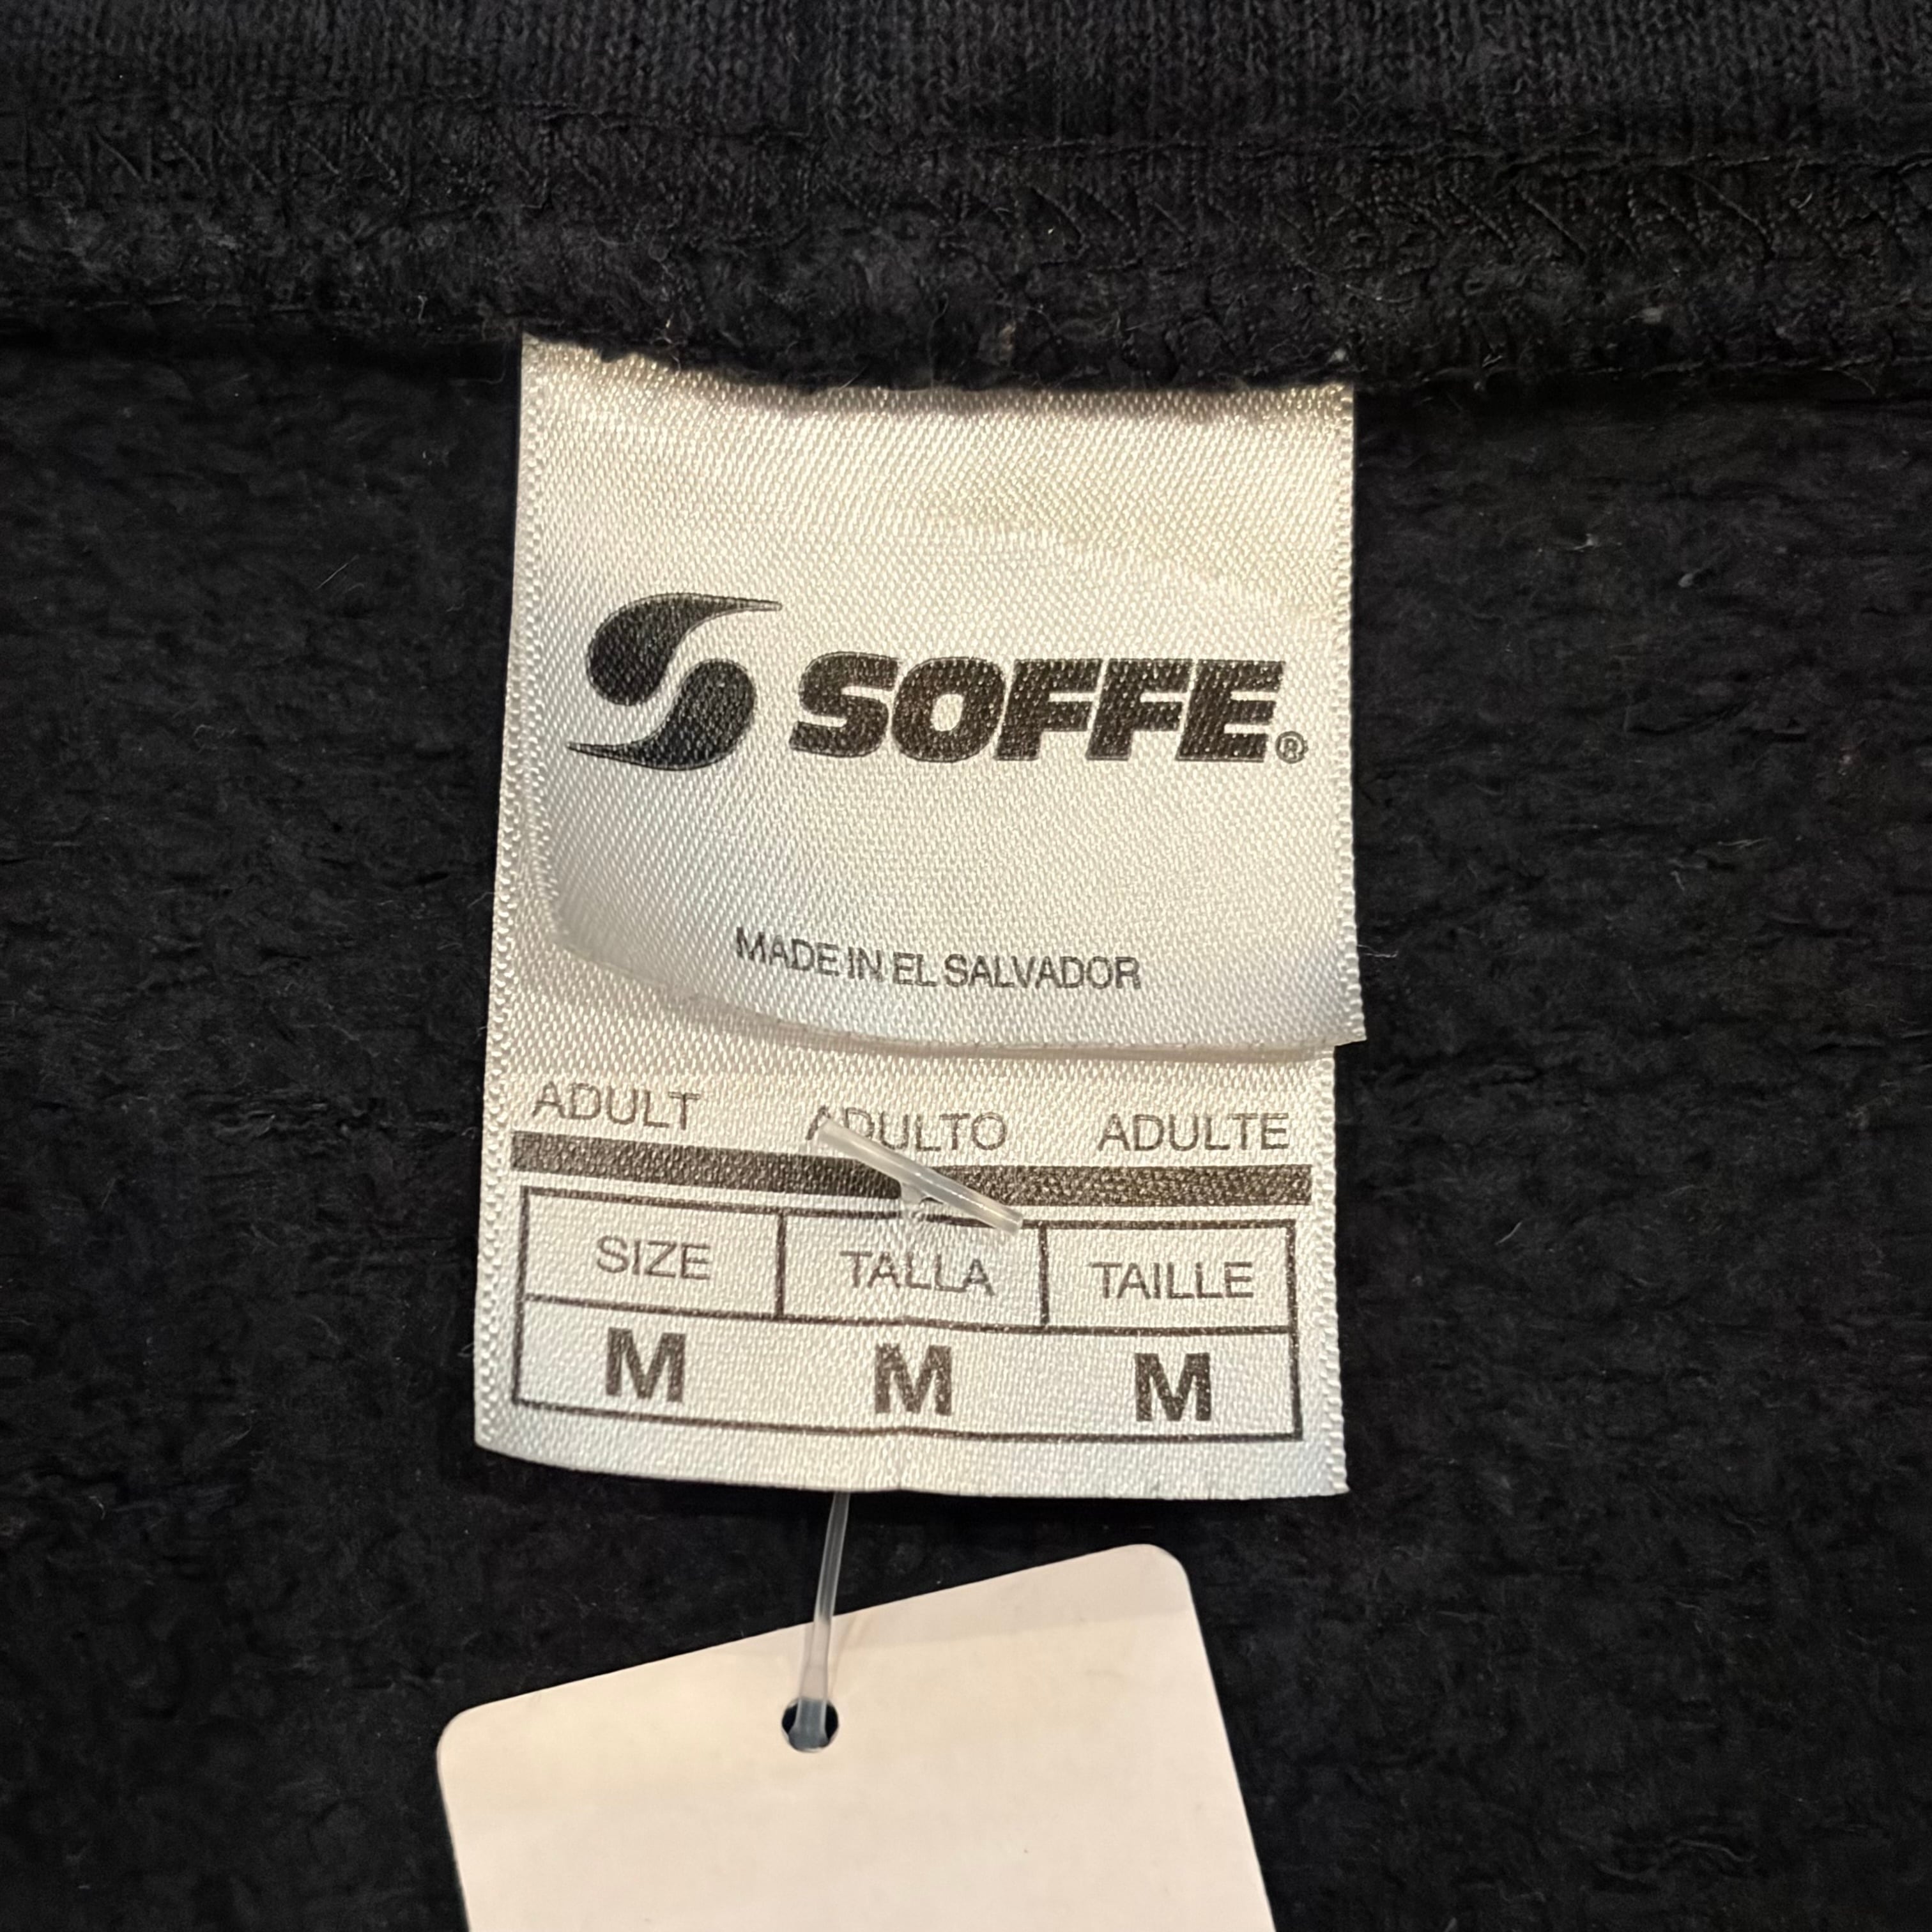 SOFFE®
MADE IN EL SALVADOR
ADULT ADULTO ADULTE
SIZE TALLA TAILLE
M M M